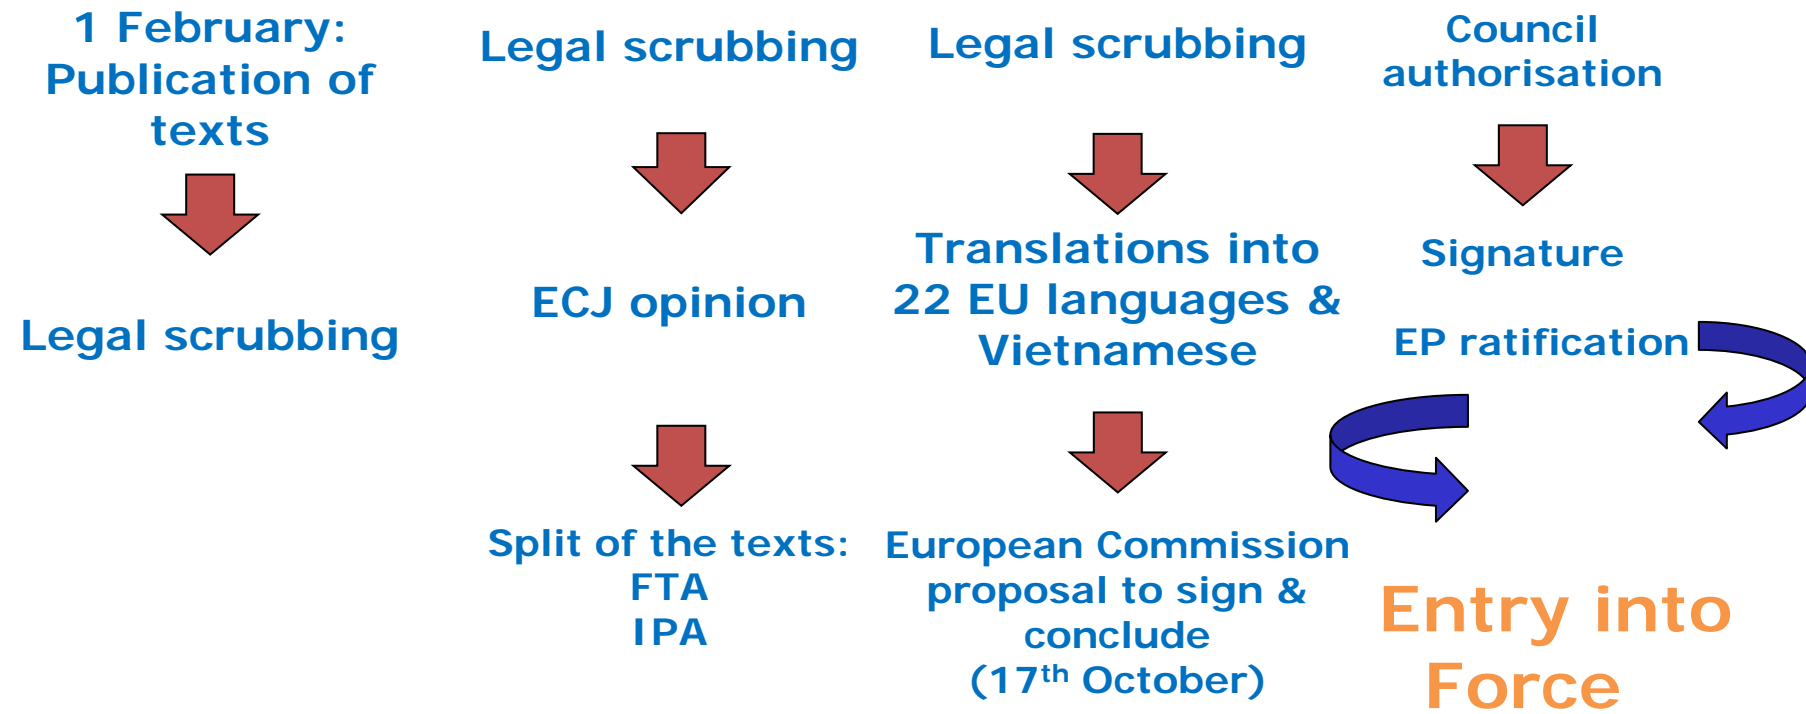 1 February:
Publication of
texts
Legal scrubbing
Legal scrubbing
ECJ opinion
Split of the texts:
FTA
IPA
Legal scrubbing
Translations into
22 EU languages &
Vietnamese
European Commission
proposal to sign &
conclude
(17th October)
Council
authorisation
Signature
EP ratification
Entry into
Force